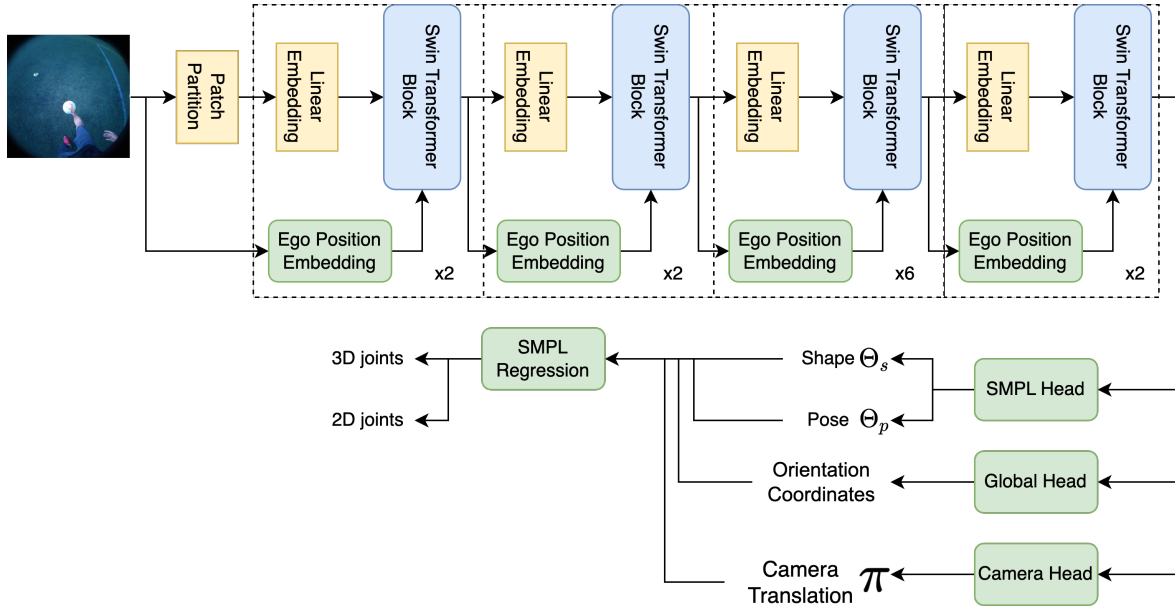 Patch
Partition
Linear
Embedding
Swin Transformer
Block
Ego Position
Embedding
x2
Linear
Embedding
Swin Transformer
Block
Ego Position
Embedding
x2
Linear
Embedding
Swin Transformer
Block
Ego Position
Embedding
x6
Linear
Embedding
Swin Transformer
Block
Ego Position
Embedding
x2
3D joints
2D joints
SMPL
Regression
Shape Θs
Pose Θp
Orientation
Coordinates
Camera
Translation π
SMPL Head
Global Head
Camera Head